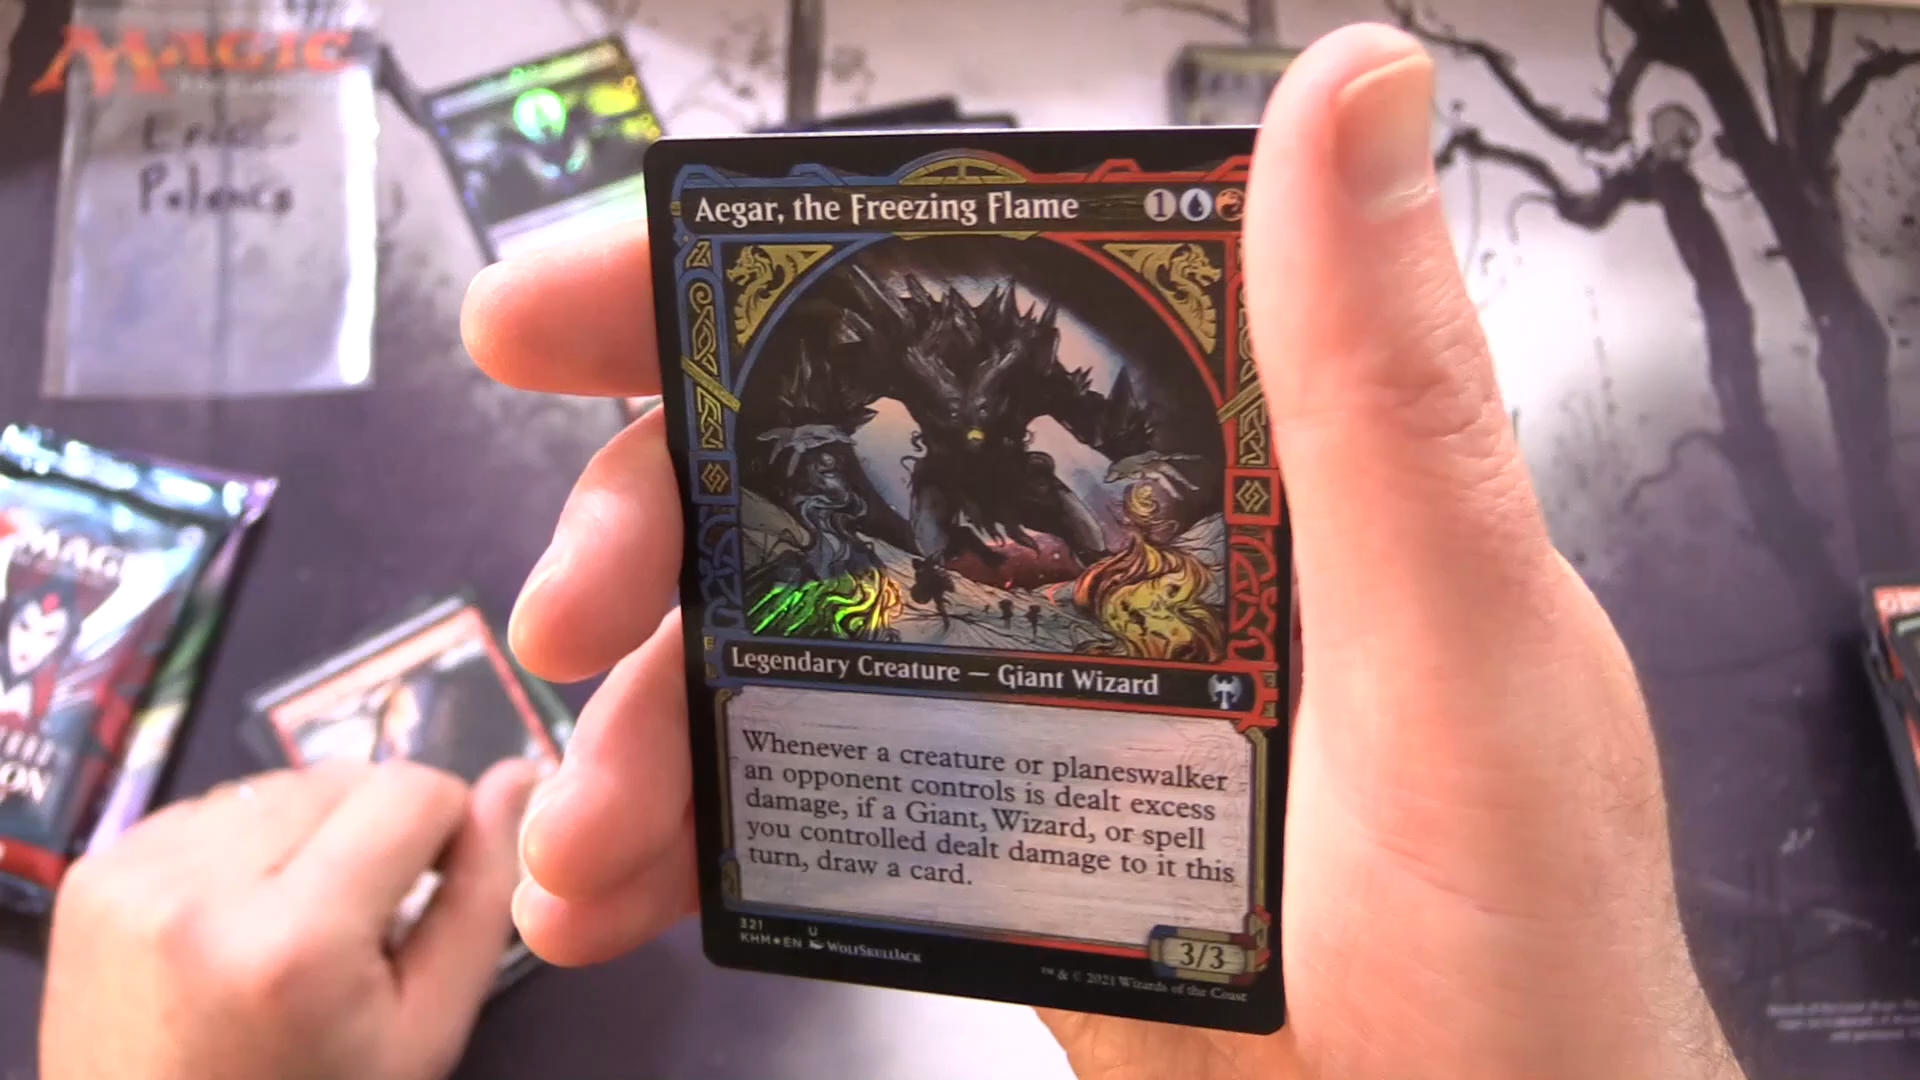 MAGIC
Aegar, the Freezing Flame 1
Legendary Creature — Giant Wizard
Whenever a creature or planeswalker
an opponent controls is dealt excess
damage, if a Giant, Wizard, or spell
you controlled dealt damage to it this
turn, draw a card.
3/3
321 U
KHM★EN WolfSkullJack
™ & © 2021 Wizards of the Coast
MAGIC